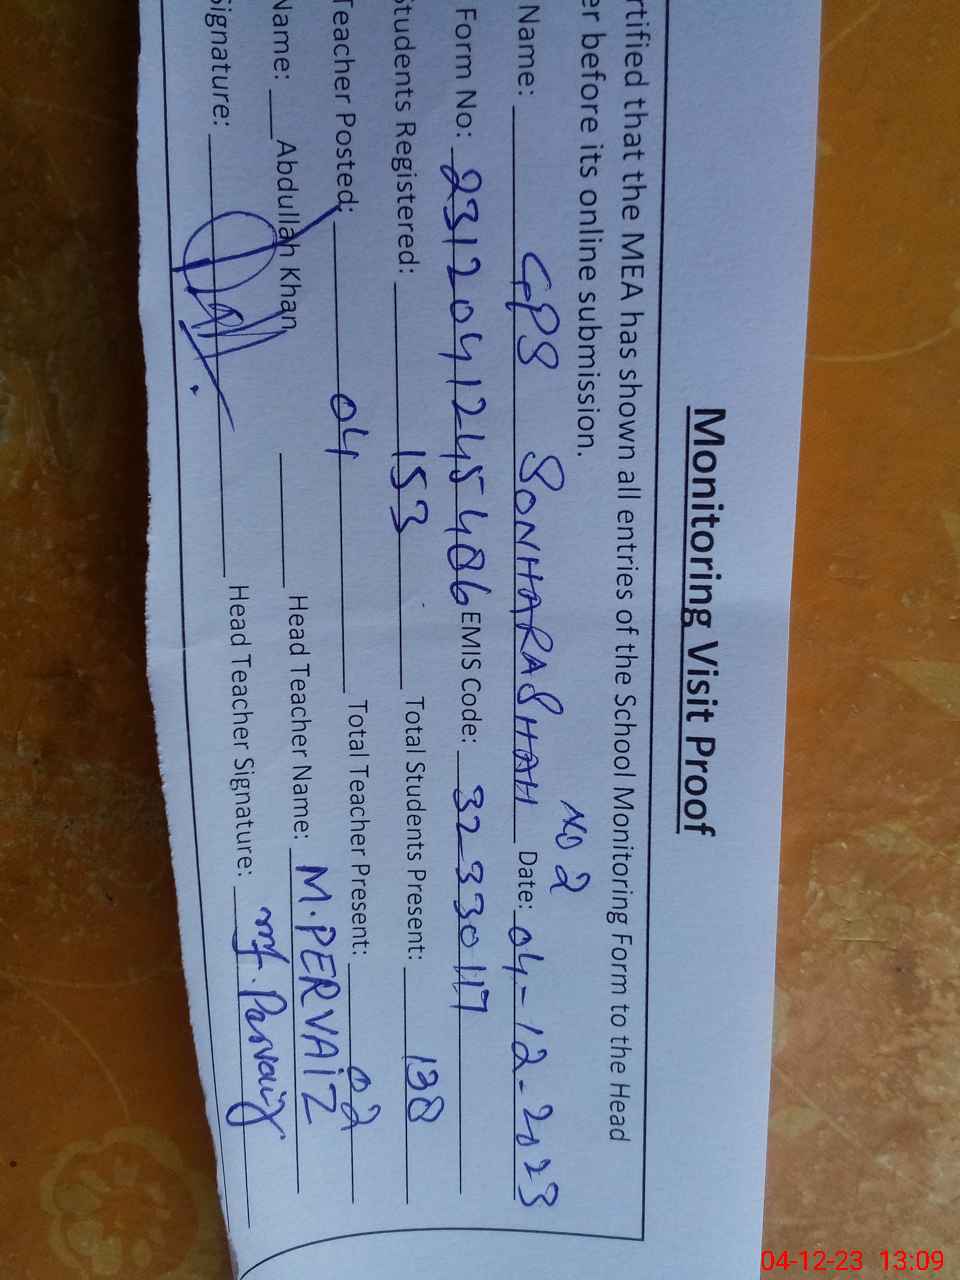 Monitoring Visit Proof
rtified that the MEA has shown all entries of the School Monitoring Form to the Head
er before its online submission.
NO 2
Name: GPS SONHARA SHAH Date: 04-12-2023
Form No: 2312041245406 EMIS Code: 32330117
Students Registered: 153 Total Students Present: 138
Teacher Posted: 04 Total Teacher Present: 02
Name: Abdullah Khan Head Teacher Name: M.PERVAIZ
Signature: Head Teacher Signature: M. Parvaiz
04-12-23 13:09